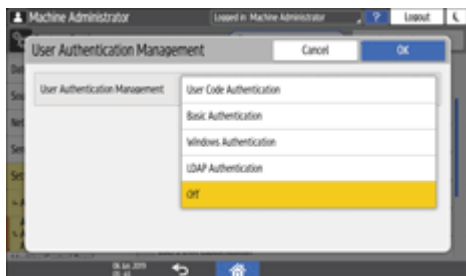 Machine Administrator
Logged in: Machine Administrator
?
Logout
User Authentication Management
Cancel
OK
User Authentication Management
User Code Authentication
Basic Authentication
Windows Authentication
LDAP Authentication
Off